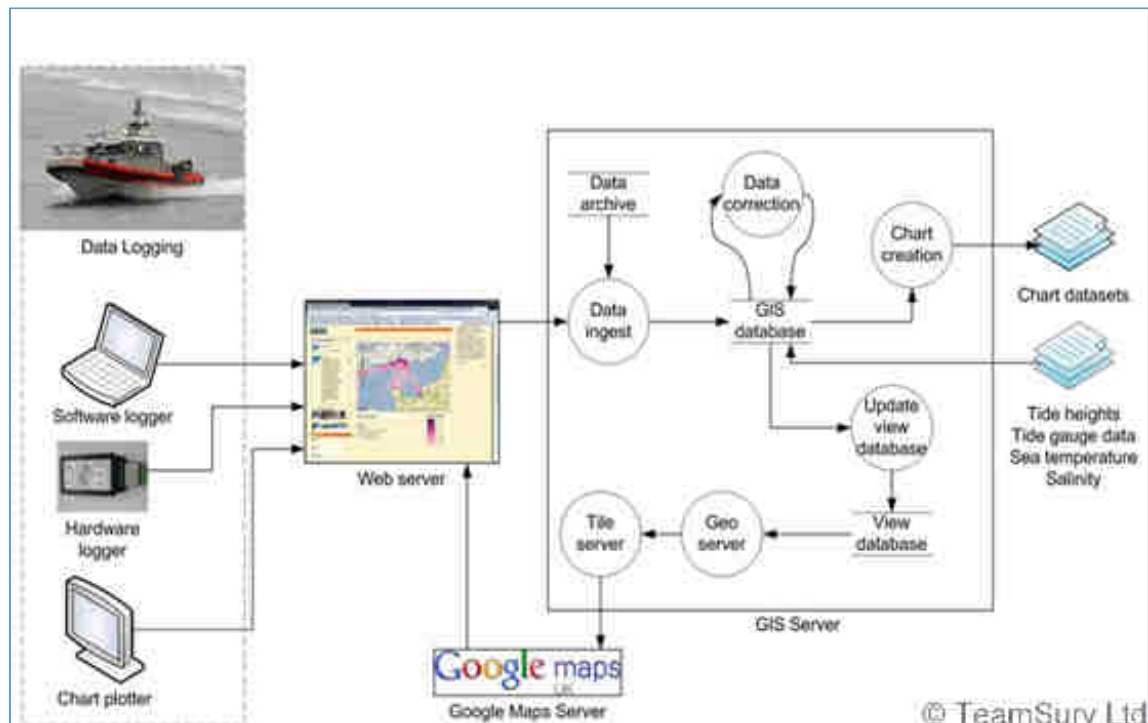 Data Logging
Software logger
Hardware
logger
Chart plotter
Web server
Google maps
UK
Google Maps Server
Data
archive
Data
ingest
Data
correction
GIS
database
Chart
creation
Update
view
database
View
database
Geo
server
Tile
server
GIS Server
Chart datasets
Tide heights
Tide gauge data
Sea temperature
Salinity
© TeamSurv Ltd